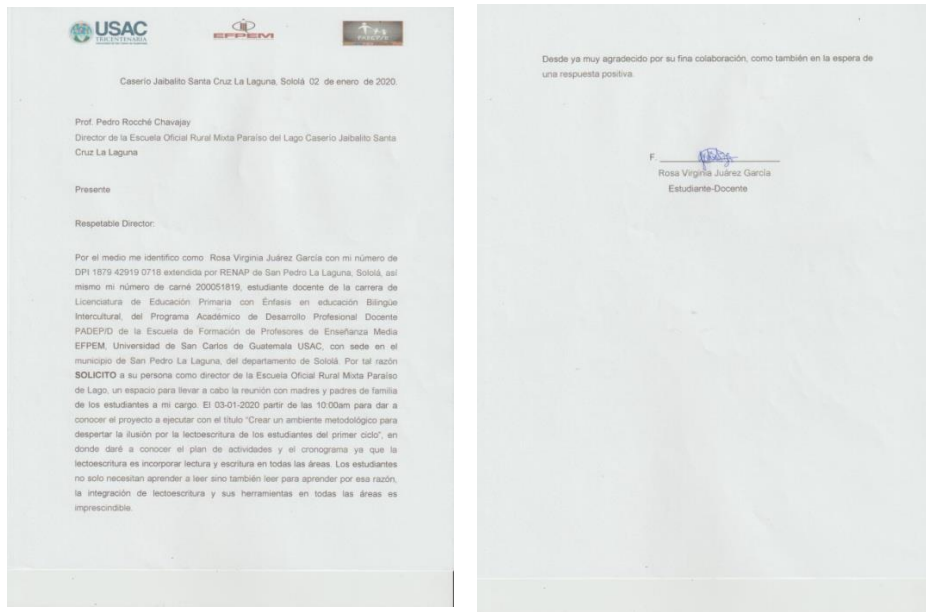 USAC
TRICENTENARIA
EFPEM
Caserío Jaibalito Santa Cruz La Laguna, Sololá 02 de enero de 2020.
Prof. Pedro Rocché Chavajay
Director de la Escuela Oficial Rural Mixta Paraíso del Lago Caserío Jaibalito Santa
Cruz La Laguna
Presente
Respetable Director:
Por el medio me identifico como Rosa Virginia Juárez García con mi número de
DPI 1879 42919 0718 extendida por RENAP de San Pedro La Laguna, Sololá, así
mismo mi número de carné 200051819, estudiante docente de la carrera de
Licenciatura de Educación Primaria con Énfasis en educación Bilingüe
Intercultural, del Programa Académico de Desarrollo Profesional Docente
PADEP/D de la Escuela de Formación de Profesores de Enseñanza Media
EFPEM, Universidad de San Carlos de Guatemala USAC, con sede en el
municipio de San Pedro La Laguna, del departamento de Sololá. Por tal razón
SOLICITO a su persona como director de la Escuela Oficial Rural Mixta Paraíso
de Lago, un espacio para llevar a cabo la reunión con madres y padres de familia
de los estudiantes a mi cargo. El 03-01-2020 partir de las 10:00am para dar a
conocer el proyecto a ejecutar con el título “Crear un ambiente metodológico para
despertar la ilusión por la lectoescritura de los estudiantes del primer ciclo”, en
donde daré a conocer el plan de actividades y el cronograma ya que la
lectoescritura es incorporar lectura y escritura en todas las áreas. Los estudiantes
no solo necesitan aprender a leer sino también leer para aprender por esa razón,
la integración de lectoescritura y sus herramientas en todas las áreas es
imprescindible.
Desde ya muy agradecido por su fina colaboración, como también en la espera de
una respuesta positiva.
F.
Rosa Virginia Juárez García
Estudiante-Docente